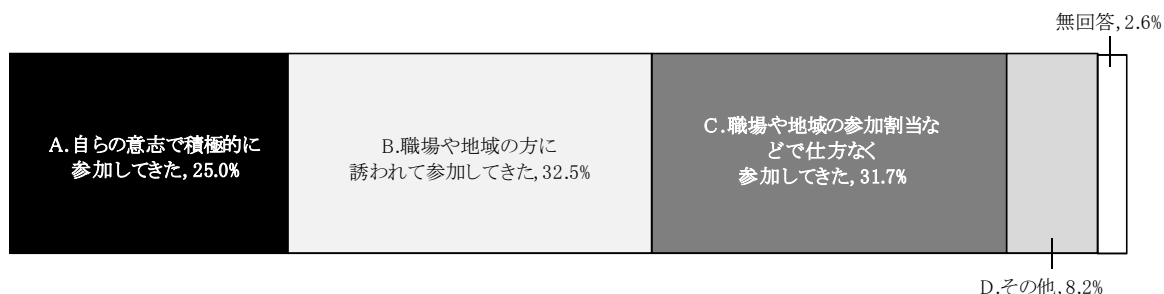 無回答,2.6%
A.自らの意志で積極的に
参加してきた,25.0%
B.職場や地域の方に
誘われて参加してきた,32.5%
C.職場や地域の参加割当な
どで仕方なく
参加してきた,31.7%
D.その他,8.2%